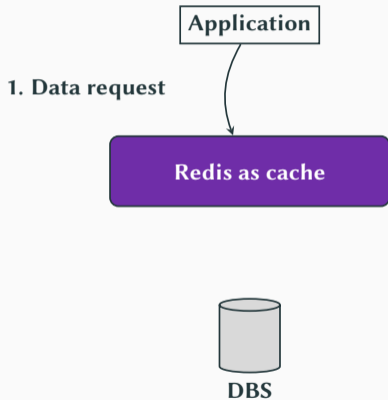 Application
1. Data request
Redis as cache
DBS